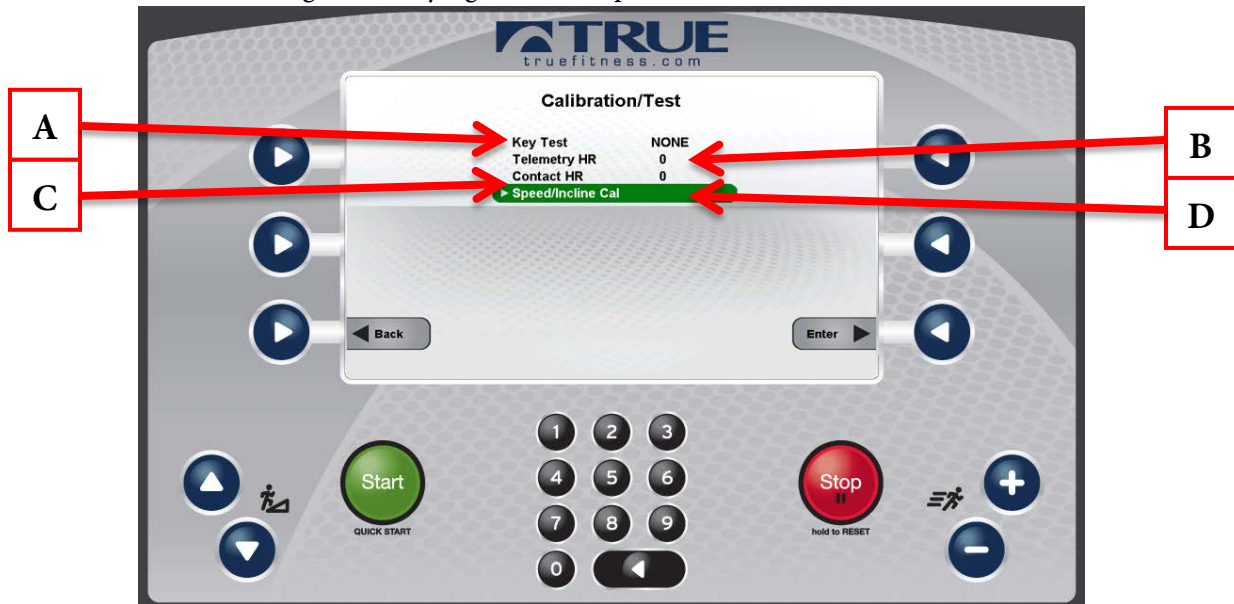 TRUE
truefitness.com
Calibration/Test
A
B
C
D
Key Test NONE
Telemetry HR 0
Contact HR 0
Speed/Incline Cal
Back
Enter
1 2 3
4 5 6
7 8 9
0
Start
QUICK START
Stop
hold to RESET